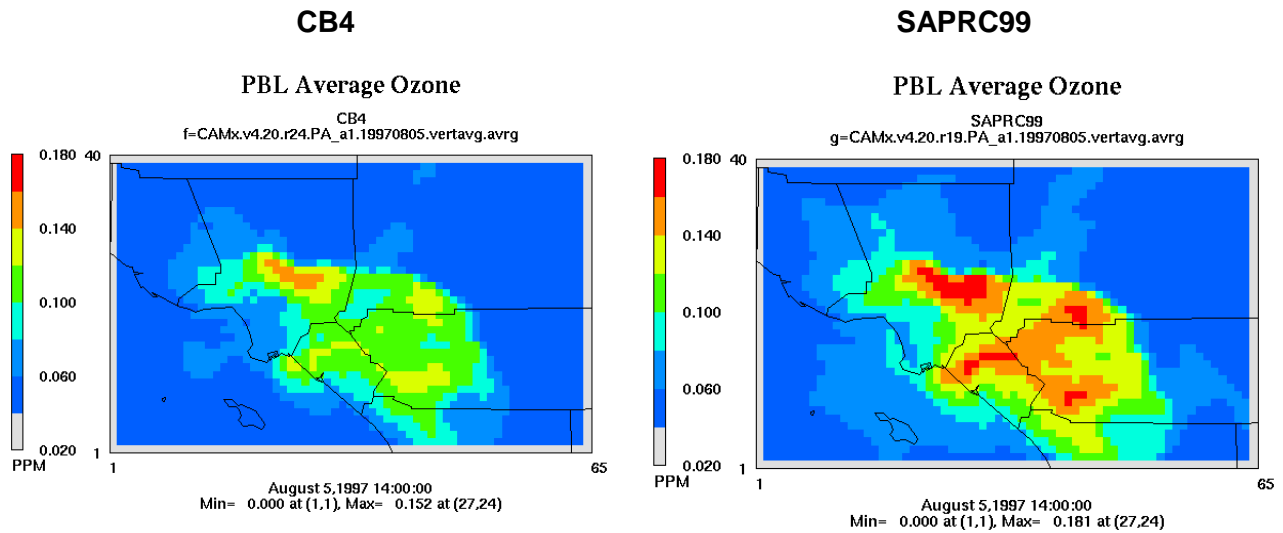 CB4
PBL Average Ozone
CB4
f=CAMx.v4.20.r24.PA_a1.19970805.vertavg.avrg
0.180
0.140
0.100
0.060
0.020
PPM
40
1
1
65
August 5,1997 14:00:00
Min= 0.000 at (1,1), Max= 0.152 at (27,24)
SAPRC99
PBL Average Ozone
SAPRC99
g=CAMx.v4.20.r19.PA_a1.19970805.vertavg.avrg
0.180
0.140
0.100
0.060
0.020
PPM
40
1
1
65
August 5,1997 14:00:00
Min= 0.000 at (1,1), Max= 0.181 at (27,24)